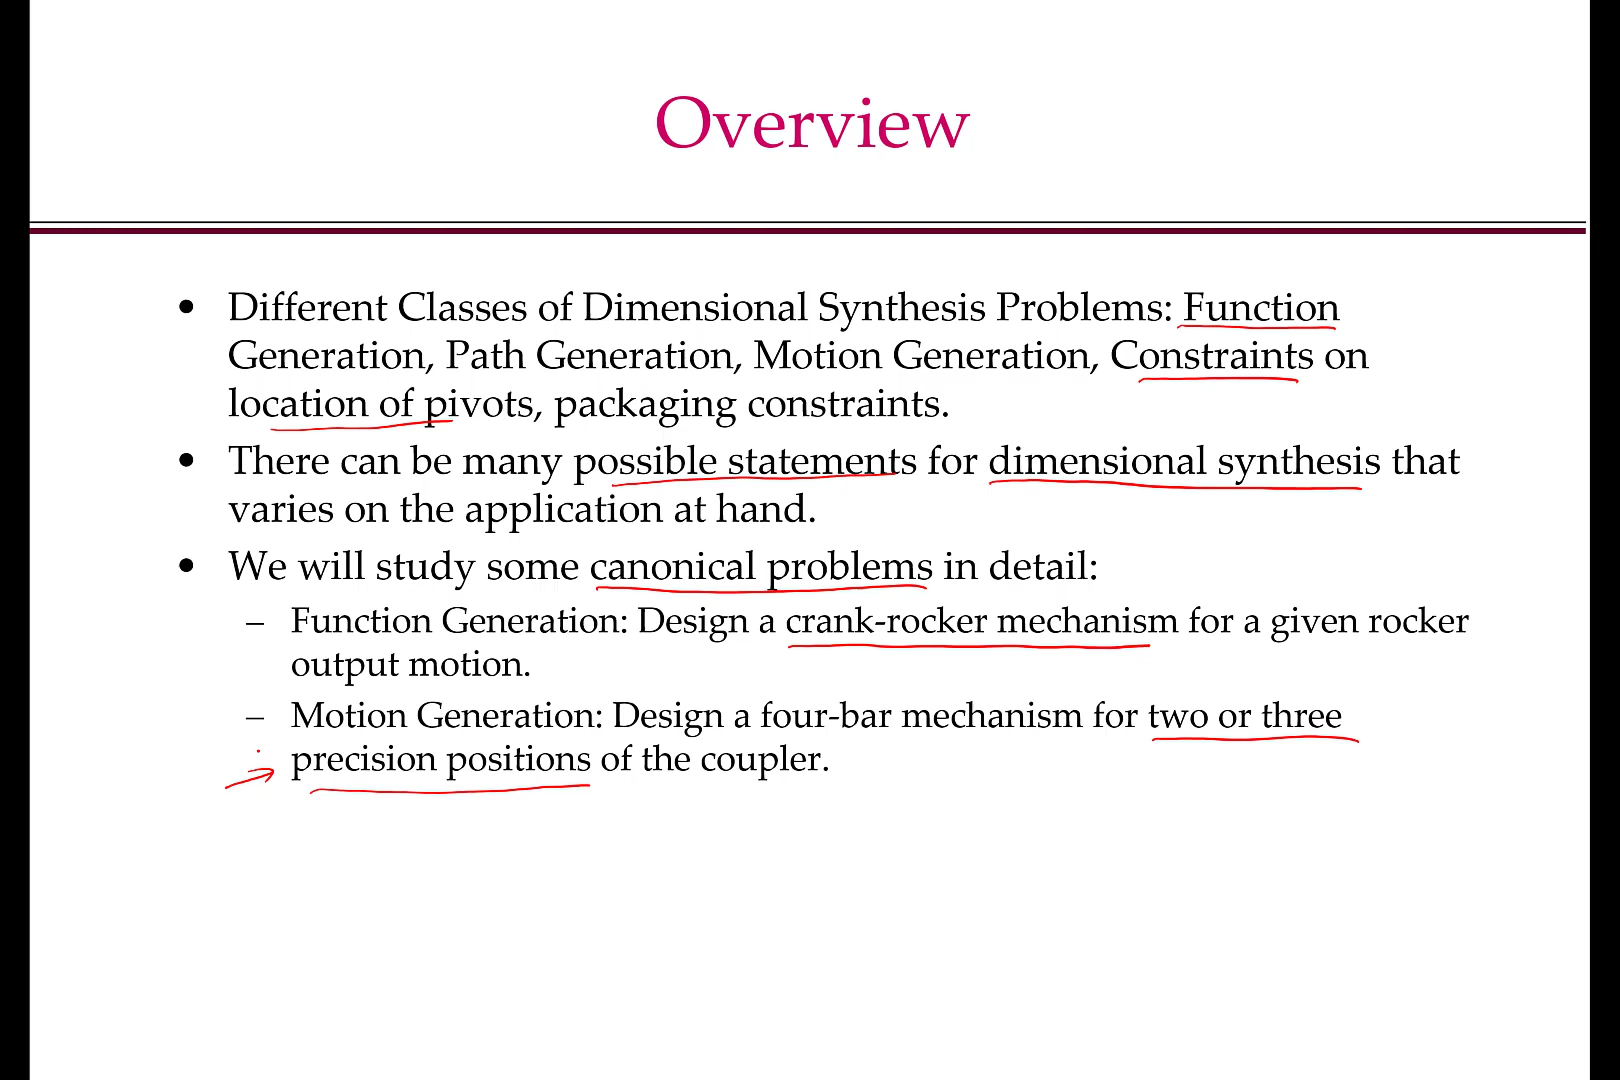 Overview
• Different Classes of Dimensional Synthesis Problems: Function
Generation, Path Generation, Motion Generation, Constraints on
location of pivots, packaging constraints.
• There can be many possible statements for dimensional synthesis that
varies on the application at hand.
• We will study some canonical problems in detail:
– Function Generation: Design a crank-rocker mechanism for a given rocker
output motion.
– Motion Generation: Design a four-bar mechanism for two or three
precision positions of the coupler.